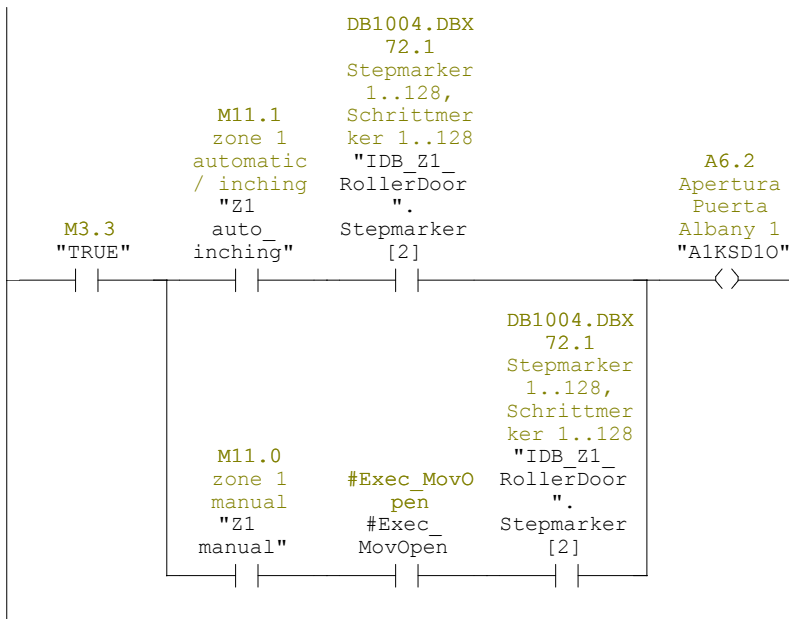 DB1004.DBX
72.1
Stepmarker
1..128,
Schrittmer
ker 1..128
"IDB_Z1_
RollerDoor
".
Stepmarker
[2]
M11.1
zone 1
automatic
/ inching
"Z1
auto_
inching"
M3.3
"TRUE"
A6.2
Apertura
Puerta
Albany 1
"A1KSD1O"
DB1004.DBX
72.1
Stepmarker
1..128,
Schrittmer
ker 1..128
"IDB_Z1_
RollerDoor
".
Stepmarker
[2]
M11.0
zone 1
manual
"Z1
manual"
#Exec_MovO
pen
#Exec_
MovOpen